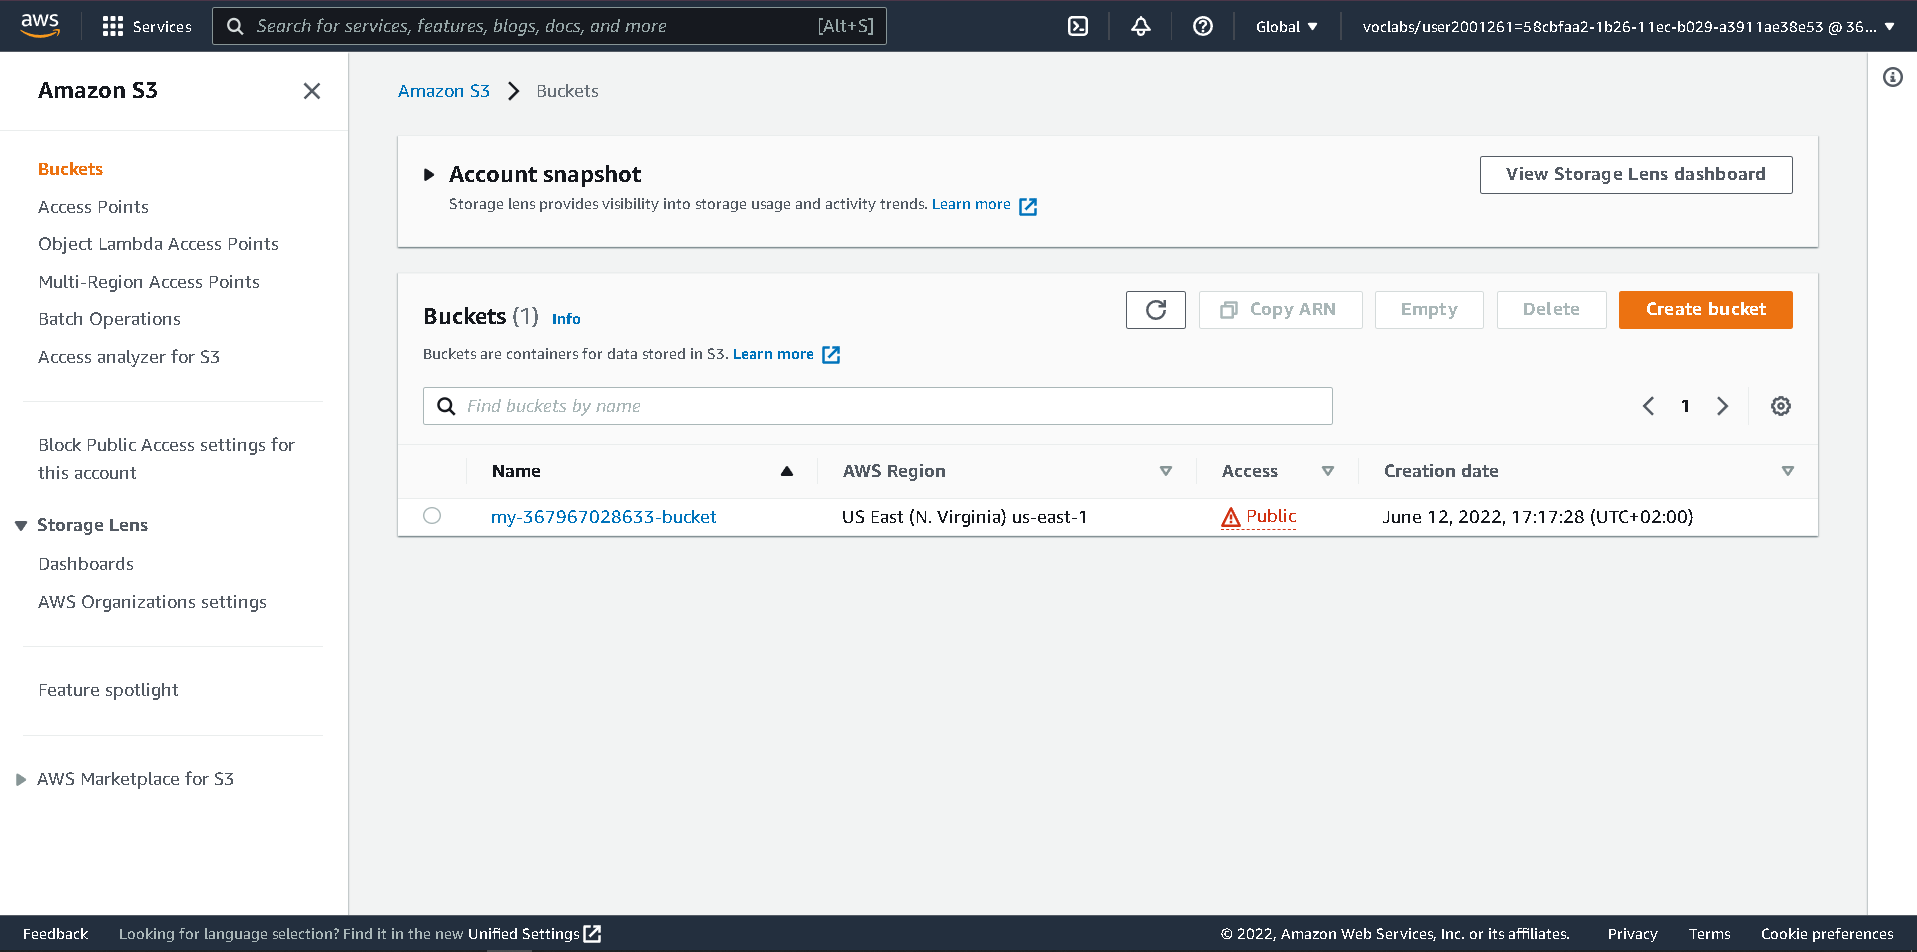 aws
Services
Search for services, features, blogs, docs, and more
[Alt+S]
Global
voclabs/user2001261=58cbfaa2-1b26-11ec-b029-a3911ae38e53 @ 36...
Amazon S3
Buckets
Access Points
Object Lambda Access Points
Multi-Region Access Points
Batch Operations
Access analyzer for S3
Block Public Access settings for
this account
Storage Lens
Dashboards
AWS Organizations settings
Feature spotlight
AWS Marketplace for S3
Amazon S3 Buckets
Account snapshot
Storage lens provides visibility into storage usage and activity trends. Learn more
View Storage Lens dashboard
Buckets (1) Info
Buckets are containers for data stored in S3. Learn more
Copy ARN
Empty
Delete
Create bucket
Find buckets by name
1
Name AWS Region Access Creation date
my-367967028633-bucket US East (N. Virginia) us-east-1 Public June 12, 2022, 17:17:28 (UTC+02:00)
Feedback Looking for language selection? Find it in the new Unified Settings © 2022, Amazon Web Services, Inc. or its affiliates. Privacy Terms Cookie preferences